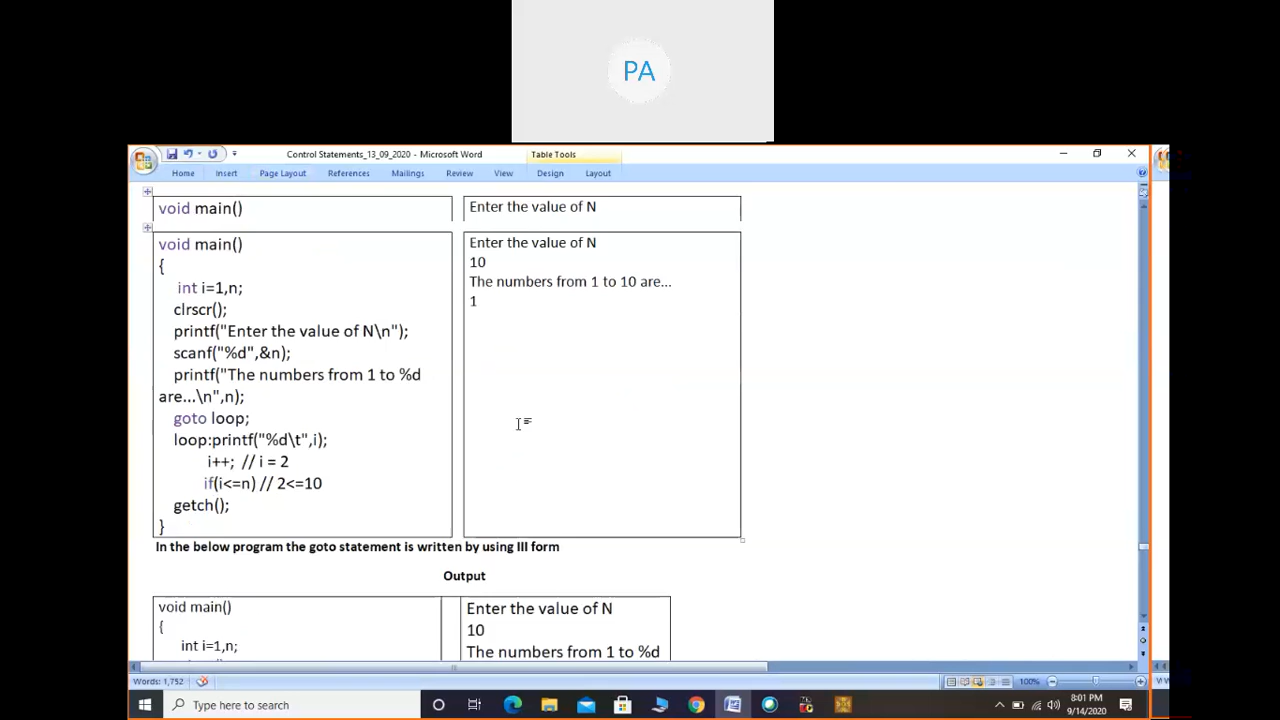 PA
Control Statements_13_09_2020 - Microsoft Word
Table Tools
Home Insert Page Layout References Mailings Review View Design Layout
void main()
Enter the value of N
void main()
{
int i=1,n;
clrscr();
printf("Enter the value of N\n");
scanf("%d",&n);
printf("The numbers from 1 to %d
are...\n",n);
goto loop;
loop:printf("%d\t",i);
i++; // i = 2
if(i<=n) // 2<=10
getch();
}
Enter the value of N
10
The numbers from 1 to 10 are...
1
In the below program the goto statement is written by using III form
Output
void main()
{
int i=1,n;
Enter the value of N
10
The numbers from 1 to %d
Words: 1,752
100%
Type here to search
8:01 PM
9/14/2020